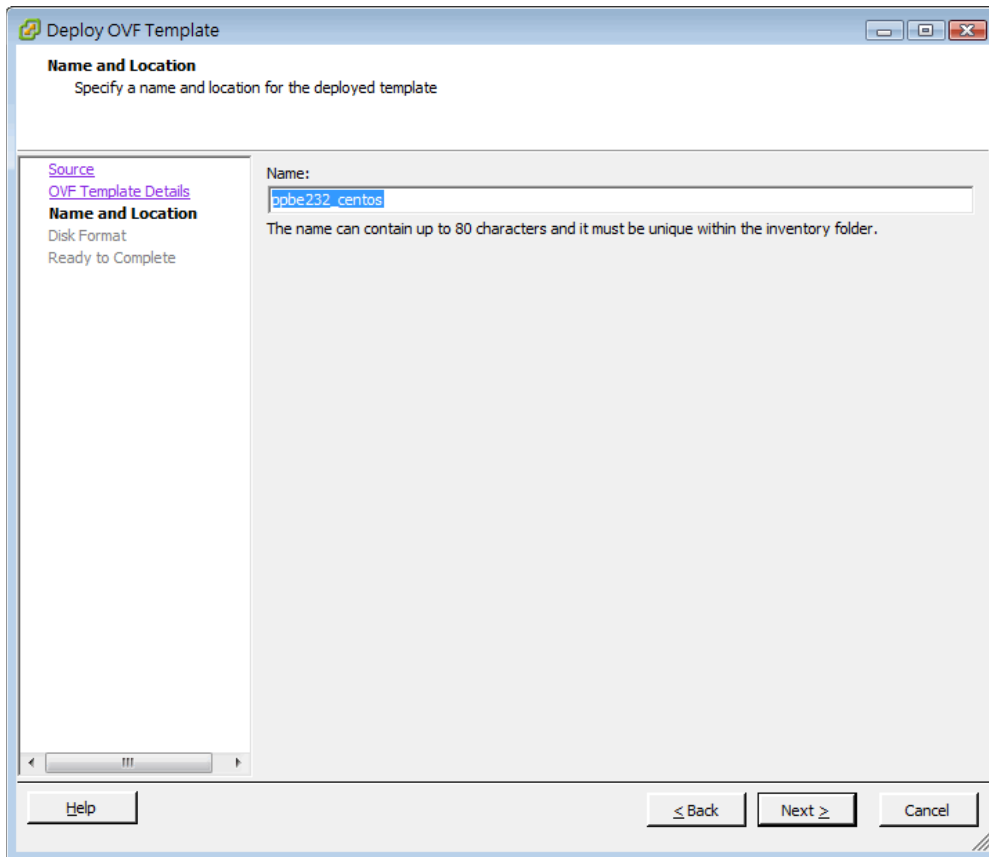 Deploy OVF Template
Name and Location
Specify a name and location for the deployed template
Source
OVF Template Details
Name and Location
Disk Format
Ready to Complete
Name:
ppbe232_centos
The name can contain up to 80 characters and it must be unique within the inventory folder.
Help
< Back
Next >
Cancel